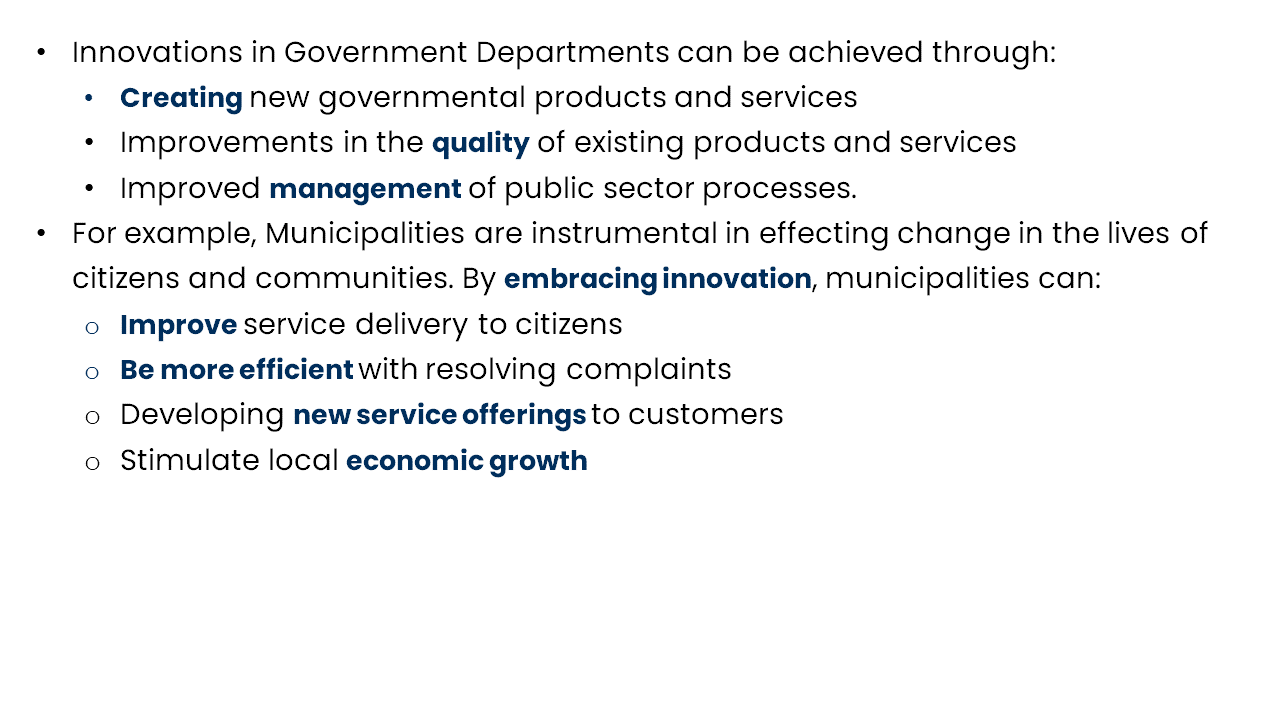 • Innovations in Government Departments can be achieved through:
• Creating new governmental products and services
• Improvements in the quality of existing products and services
• Improved management of public sector processes.
• For example, Municipalities are instrumental in effecting change in the lives of
citizens and communities. By embracing innovation, municipalities can:
o Improve service delivery to citizens
o Be more efficient with resolving complaints
o Developing new service offerings to customers
o Stimulate local economic growth